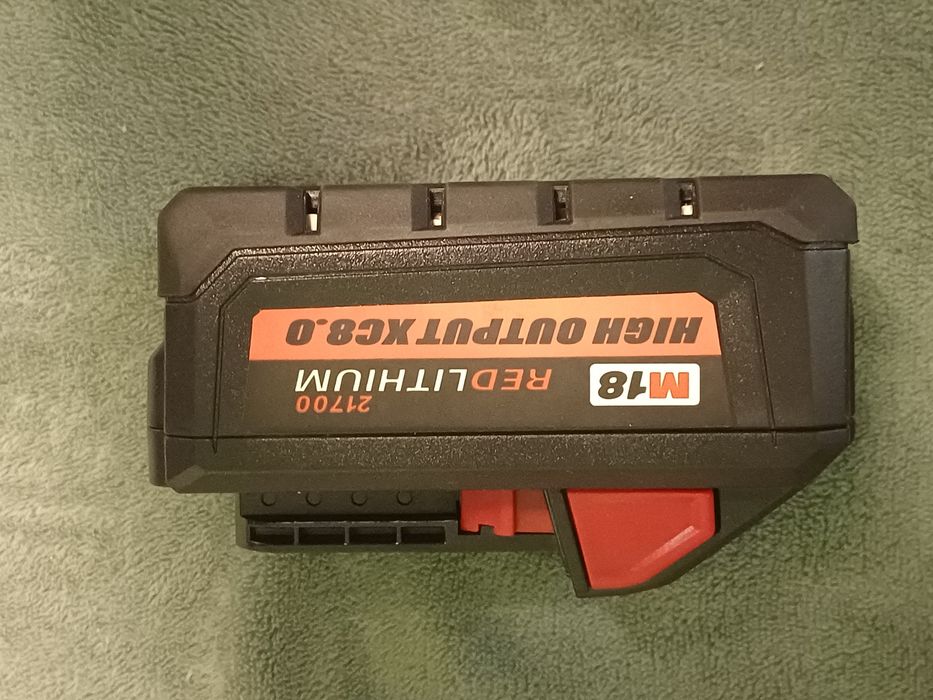 21700
M18 REDLITHIUM
HIGH OUTPUT XC8.0